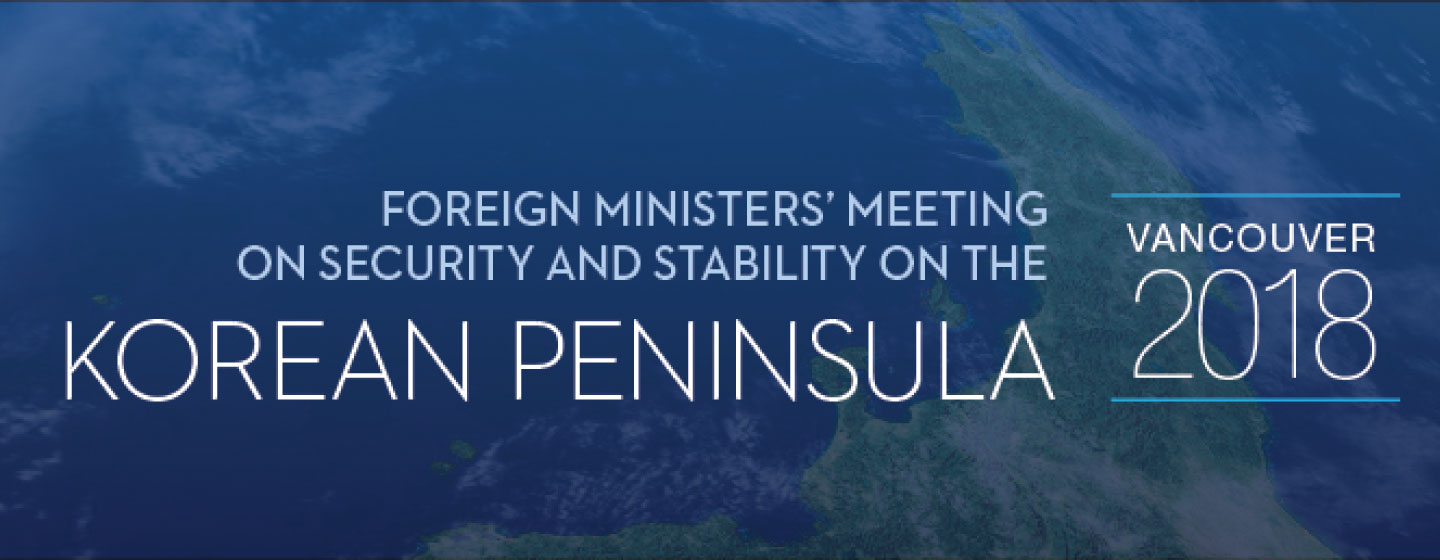 FOREIGN MINISTERS’ MEETING
ON SECURITY AND STABILITY ON THE
KOREAN PENINSULA
VANCOUVER
2018